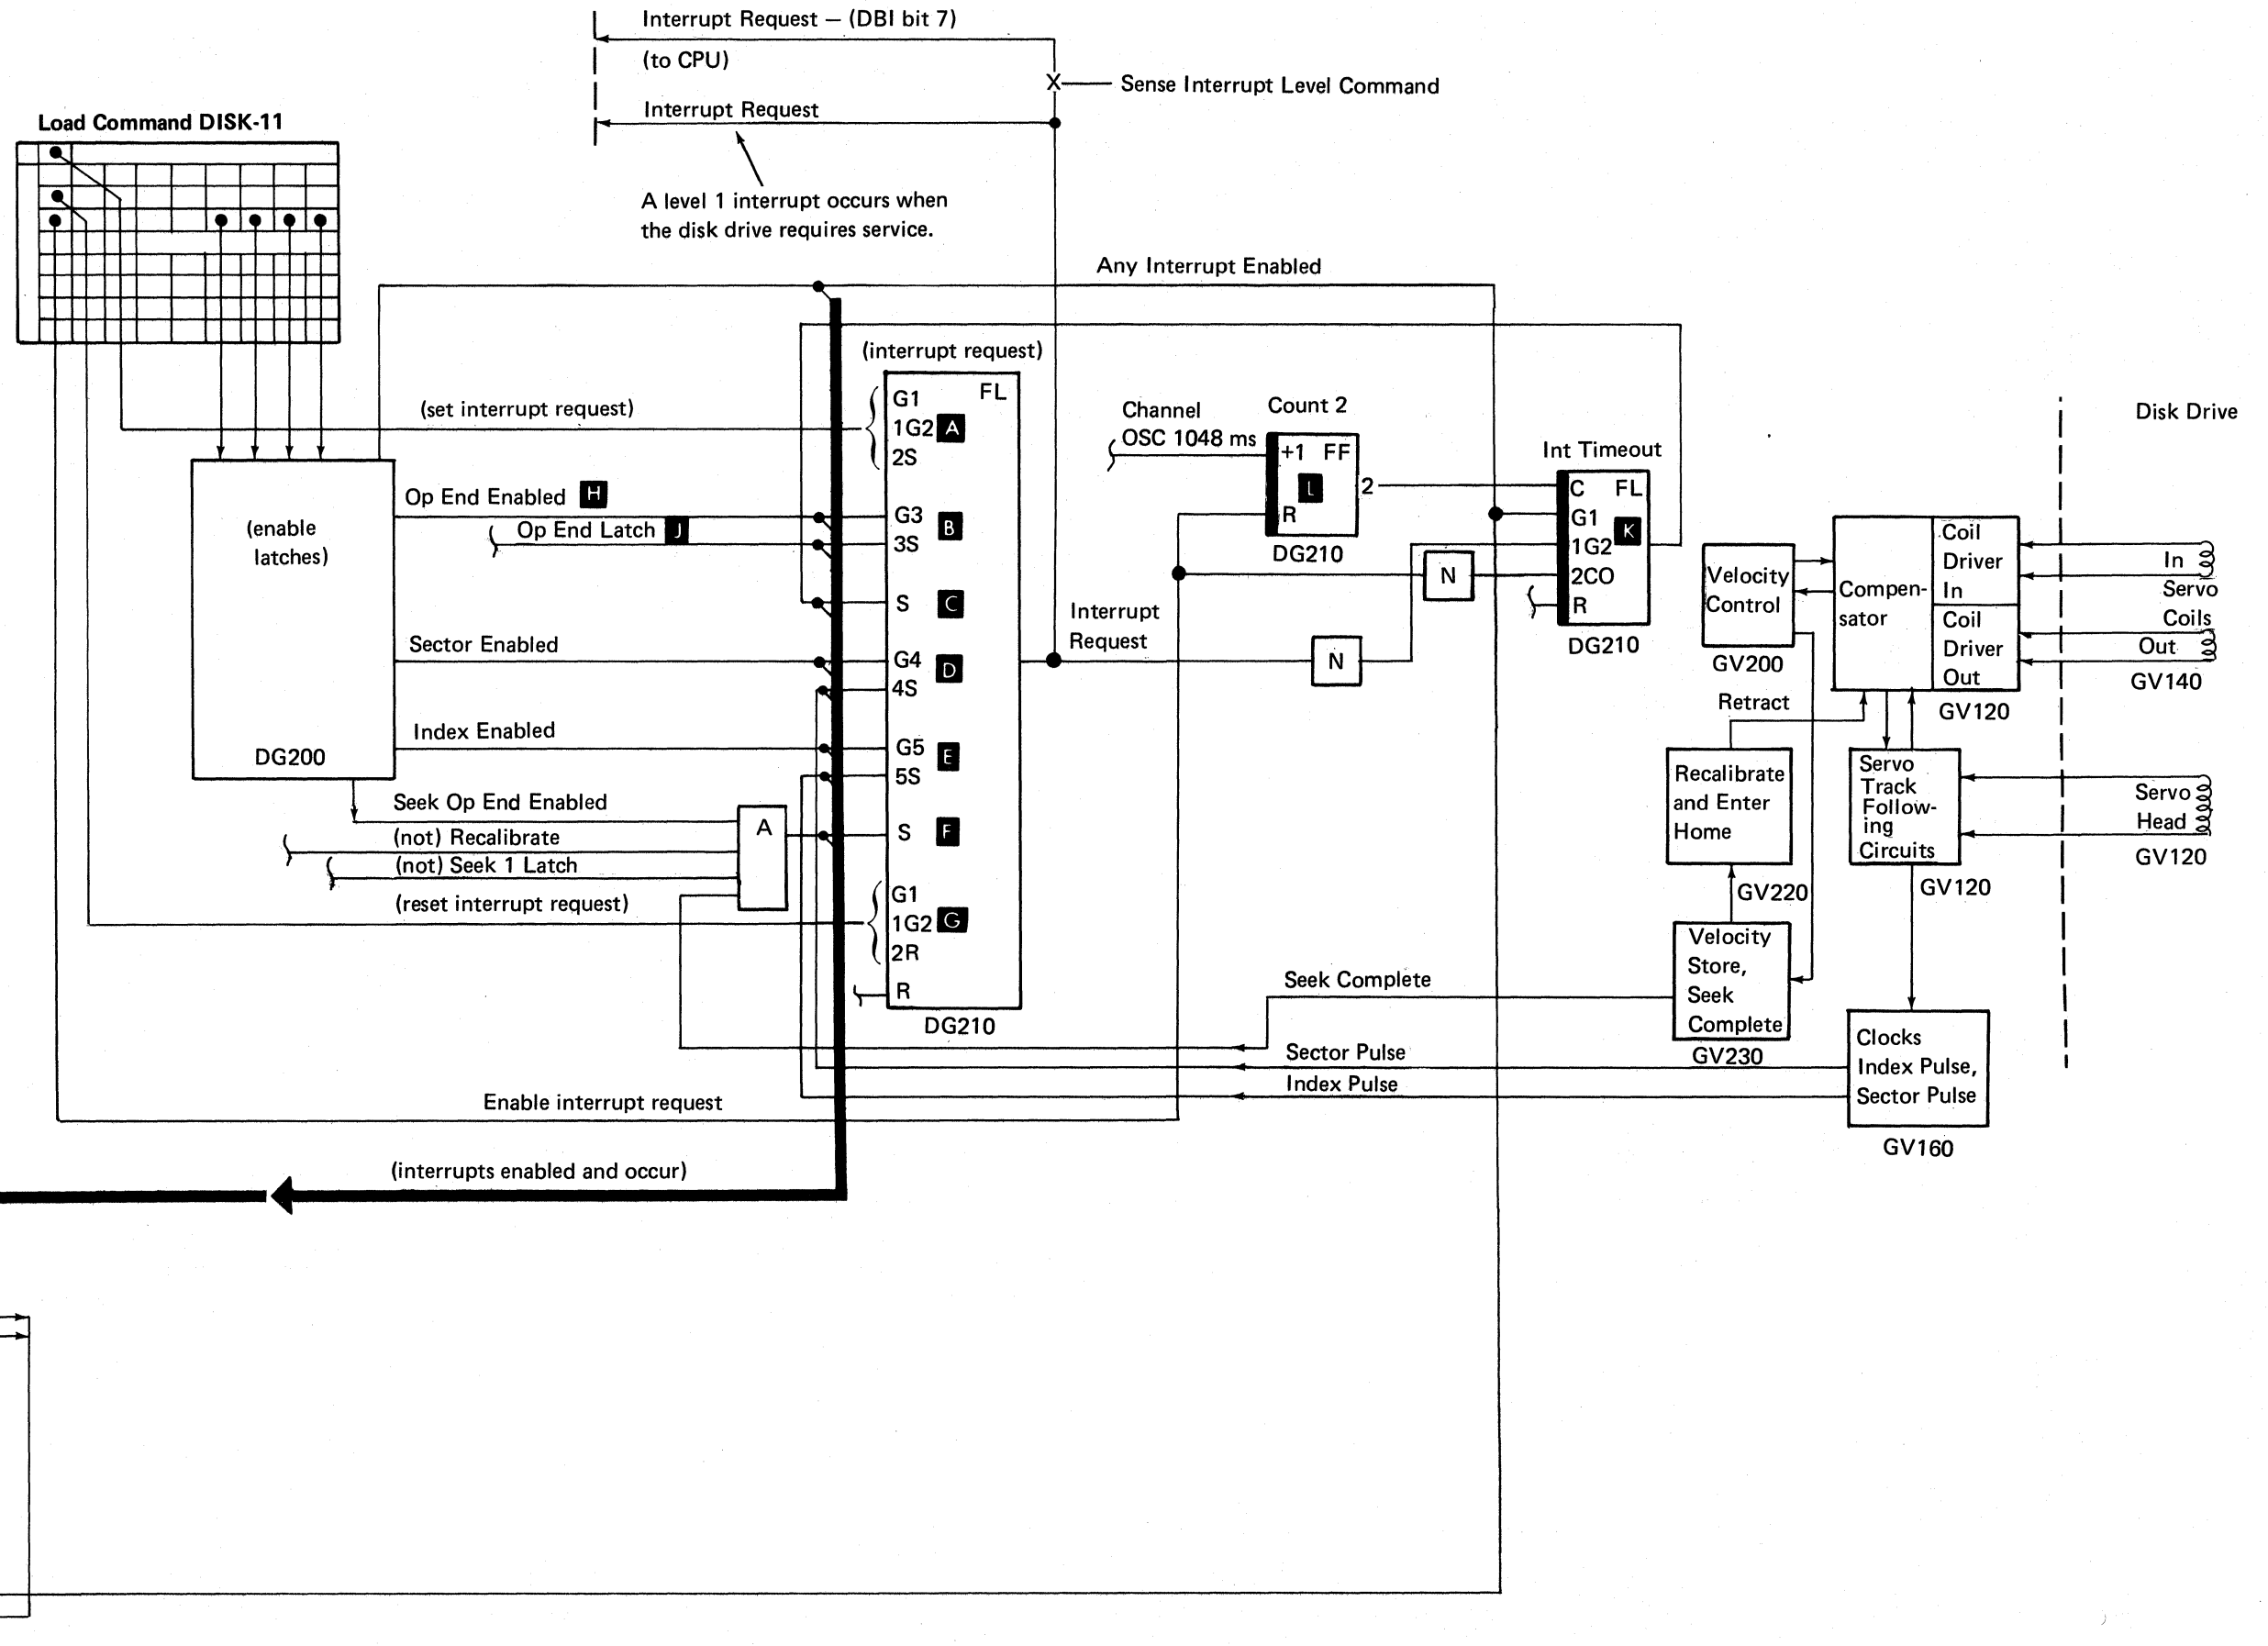 Interrupt Request — (DBI bit 7)
(to CPU)
X
Sense Interrupt Level Command
Interrupt Request
A level 1 interrupt occurs when
the disk drive requires service.
Load Command DISK-11
Any Interrupt Enabled
(interrupt request)
(set interrupt request)
G1
FL
1G2 A
2S
Op End Enabled H
Op End Latch J
G3
B
3S
S C
Sector Enabled
G4
D
4S
Index Enabled
G5
E
5S
S F
G1
1G2 G
2R
R
DG210
(enable
latches)
DG200
Seek Op End Enabled
(not) Recalibrate
(not) Seek 1 Latch
(reset interrupt request)
A
Channel
OSC 1048 ms
Count 2
+1 FF
L
2
R
DG210
Int Timeout
C FL
G1
1G2 K
2CO
R
DG210
N
Interrupt
Request
N
Disk Drive
Velocity
Control
GV200
Compen-
sator
Coil
Driver
In
Coil
Driver
Out
GV120
In
Servo
Coils
Out
GV140
Retract
Recalibrate
and Enter
Home
GV220
Servo
Track
Follow-
ing
Circuits
GV120
Servo
Head
GV120
Velocity
Store,
Seek
Complete
GV230
Clocks
Index Pulse,
Sector Pulse
GV160
Seek Complete
Sector Pulse
Index Pulse
Enable interrupt request
(interrupts enabled and occur)